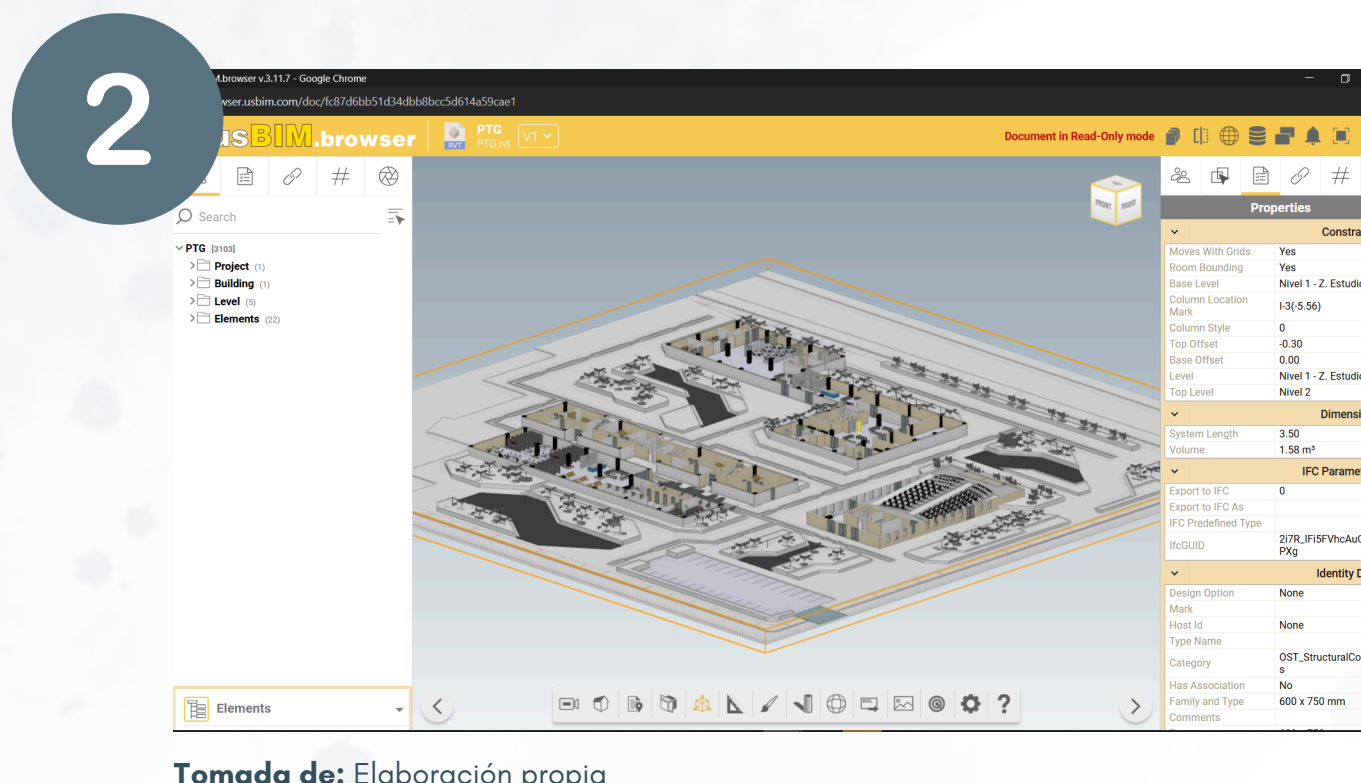 2
M.browser v.3.11.7 - Google Chrome
wser.usbim.com/doc/fc87d6bb51d34dbb8bcc5d614a59cae1
usBIM.browser
RVT
PTG
PTG.rvt
V1
Document in Read-Only mode
Search
PTG [3103]
Project (1)
Building (1)
Level (5)
Elements (22)
Elements
FRONT RIGHT
Properties
Constra
Moves With Grids Yes
Room Bounding Yes
Base Level Nivel 1 - Z. Estudio
Column Location Mark I-3(-5.56)
Column Style 0
Top Offset -0.30
Base Offset 0.00
Level Nivel 1 - Z. Estudio
Top Level Nivel 2
Dimensi
System Length 3.50
Volume 1.58 m³
IFC Parame
Export to IFC 0
Export to IFC As
IFC Predefined Type
IfcGUID 2i7R_IFi5FVhcAuC
PXg
Identity D
Design Option None
Mark
Host Id None
Type Name
Category OST_StructuralCo
s
Has Association No
Family and Type 600 x 750 mm
Comments
Tomada de: Elaboración propia